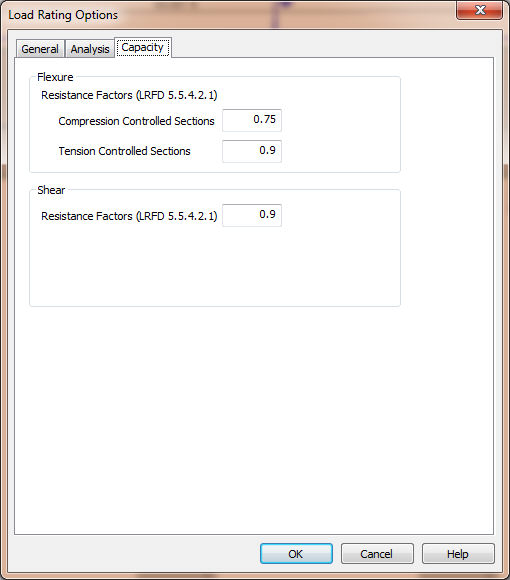 Load Rating Options
General Analysis Capacity
Flexure
Resistance Factors (LRFD 5.5.4.2.1)
Compression Controlled Sections 0.75
Tension Controlled Sections 0.9
Shear
Resistance Factors (LRFD 5.5.4.2.1) 0.9
OK Cancel Help